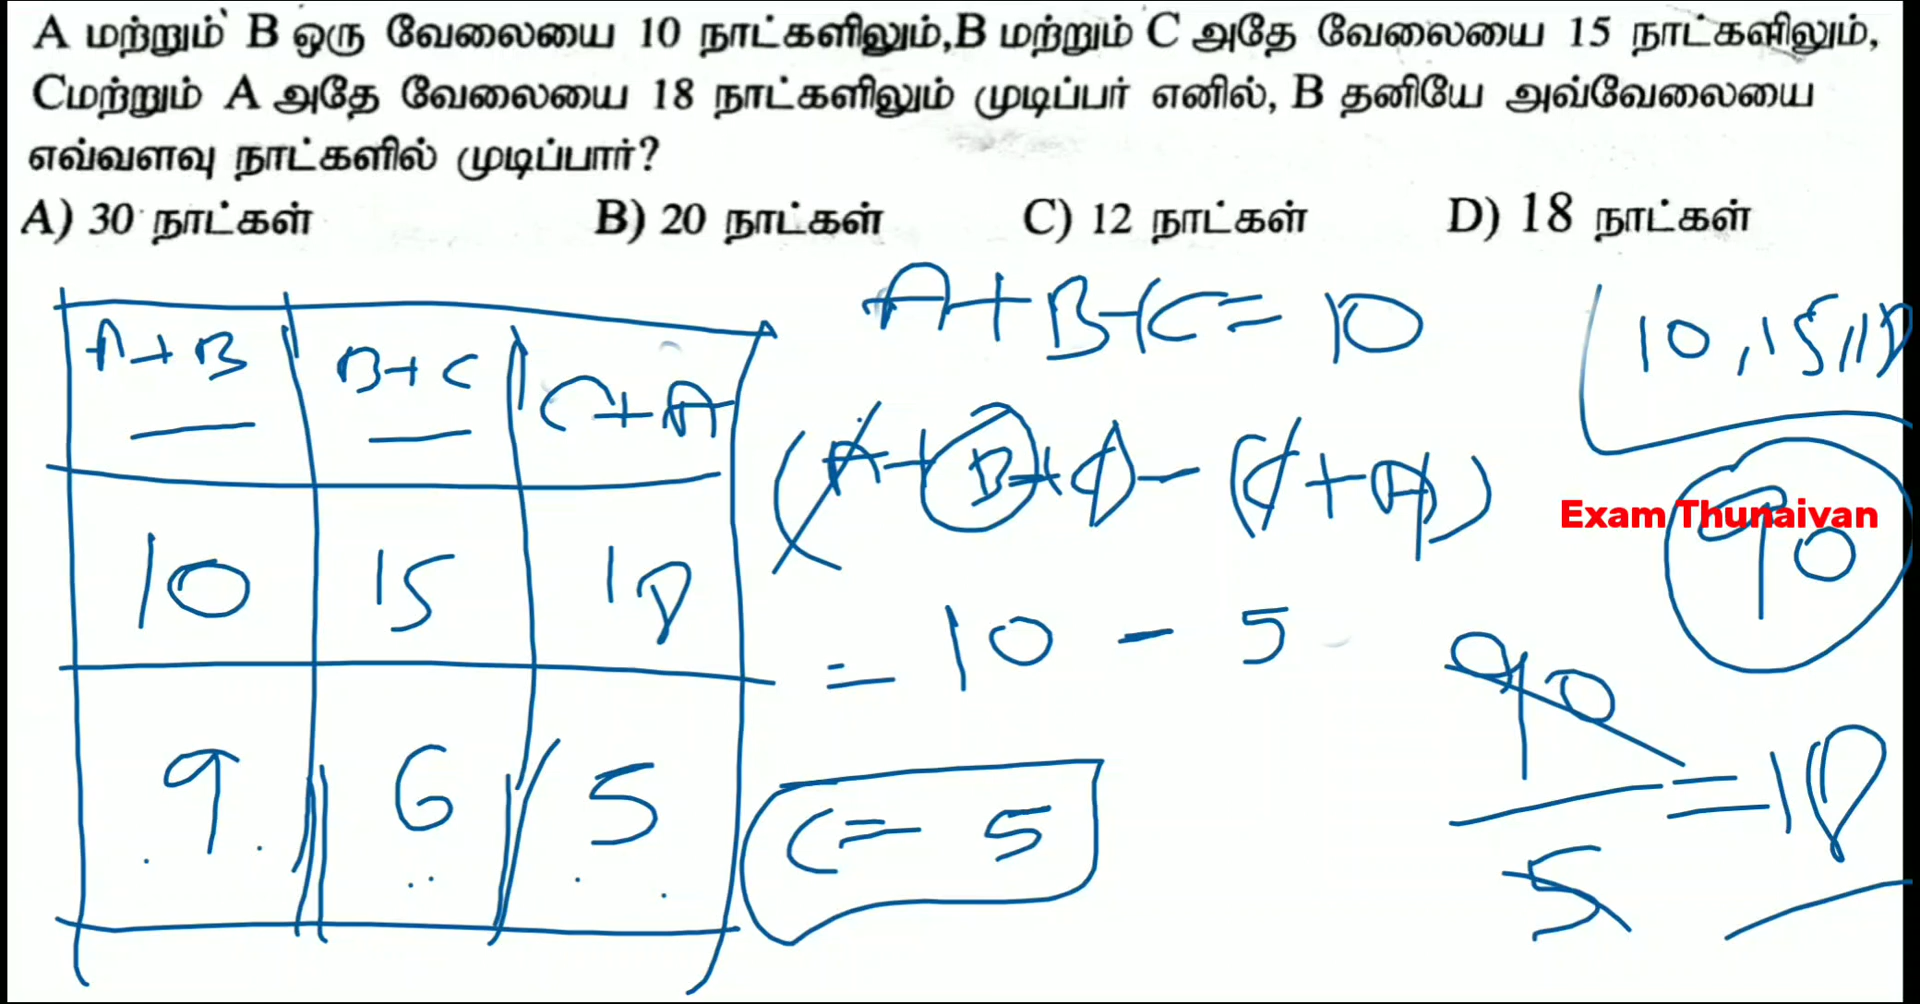 A மற்றும் B ஒரு வேலையை 10 நாட்களிலும்,B மற்றும் C அதே வேலையை 15 நாட்களிலும்,
Cமற்றும் A அதே வேலையை 18 நாட்களிலும் முடிப்பர் எனில், B தனியே அவ்வேலையை
எவ்வளவு நாட்களில் முடிப்பார்?
A) 30 நாட்கள் B) 20 நாட்கள் C) 12 நாட்கள் D) 18 நாட்கள்
A+B B+C C+A
10 15 18
9 6 5
A+B+C= 10
(A+B+C) - (C+A)
= 10 - 5
C= 5
10, 15, 18
90
Exam Thunaivan
90
5
=18